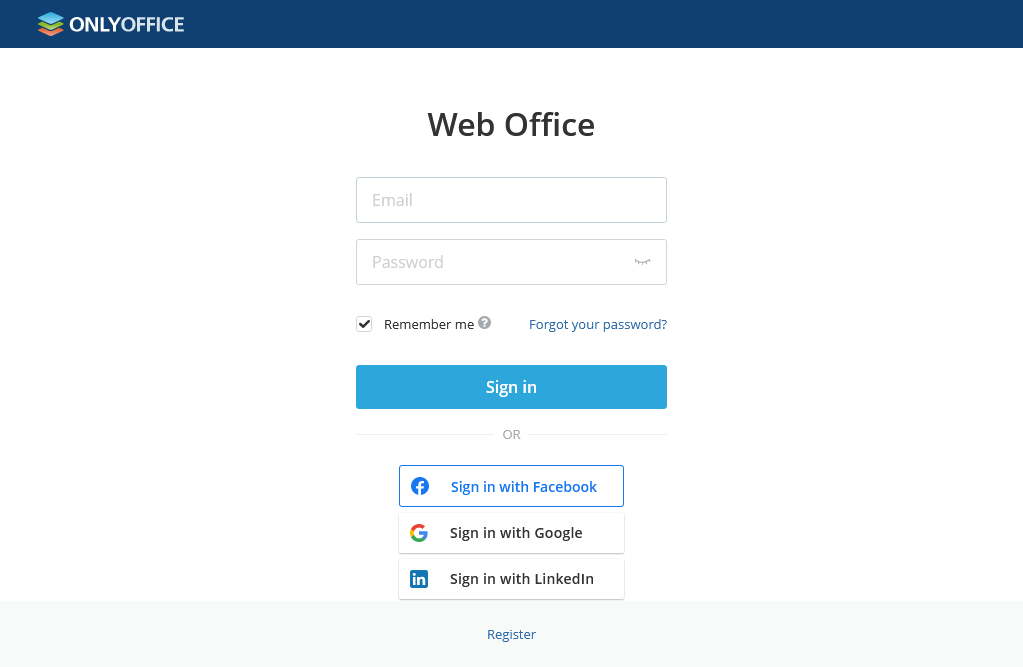 ONLYOFFICE
Web Office
Email
Password
Remember me ?
Forgot your password?
Sign in
OR
Sign in with Facebook
Sign in with Google
Sign in with LinkedIn
Register